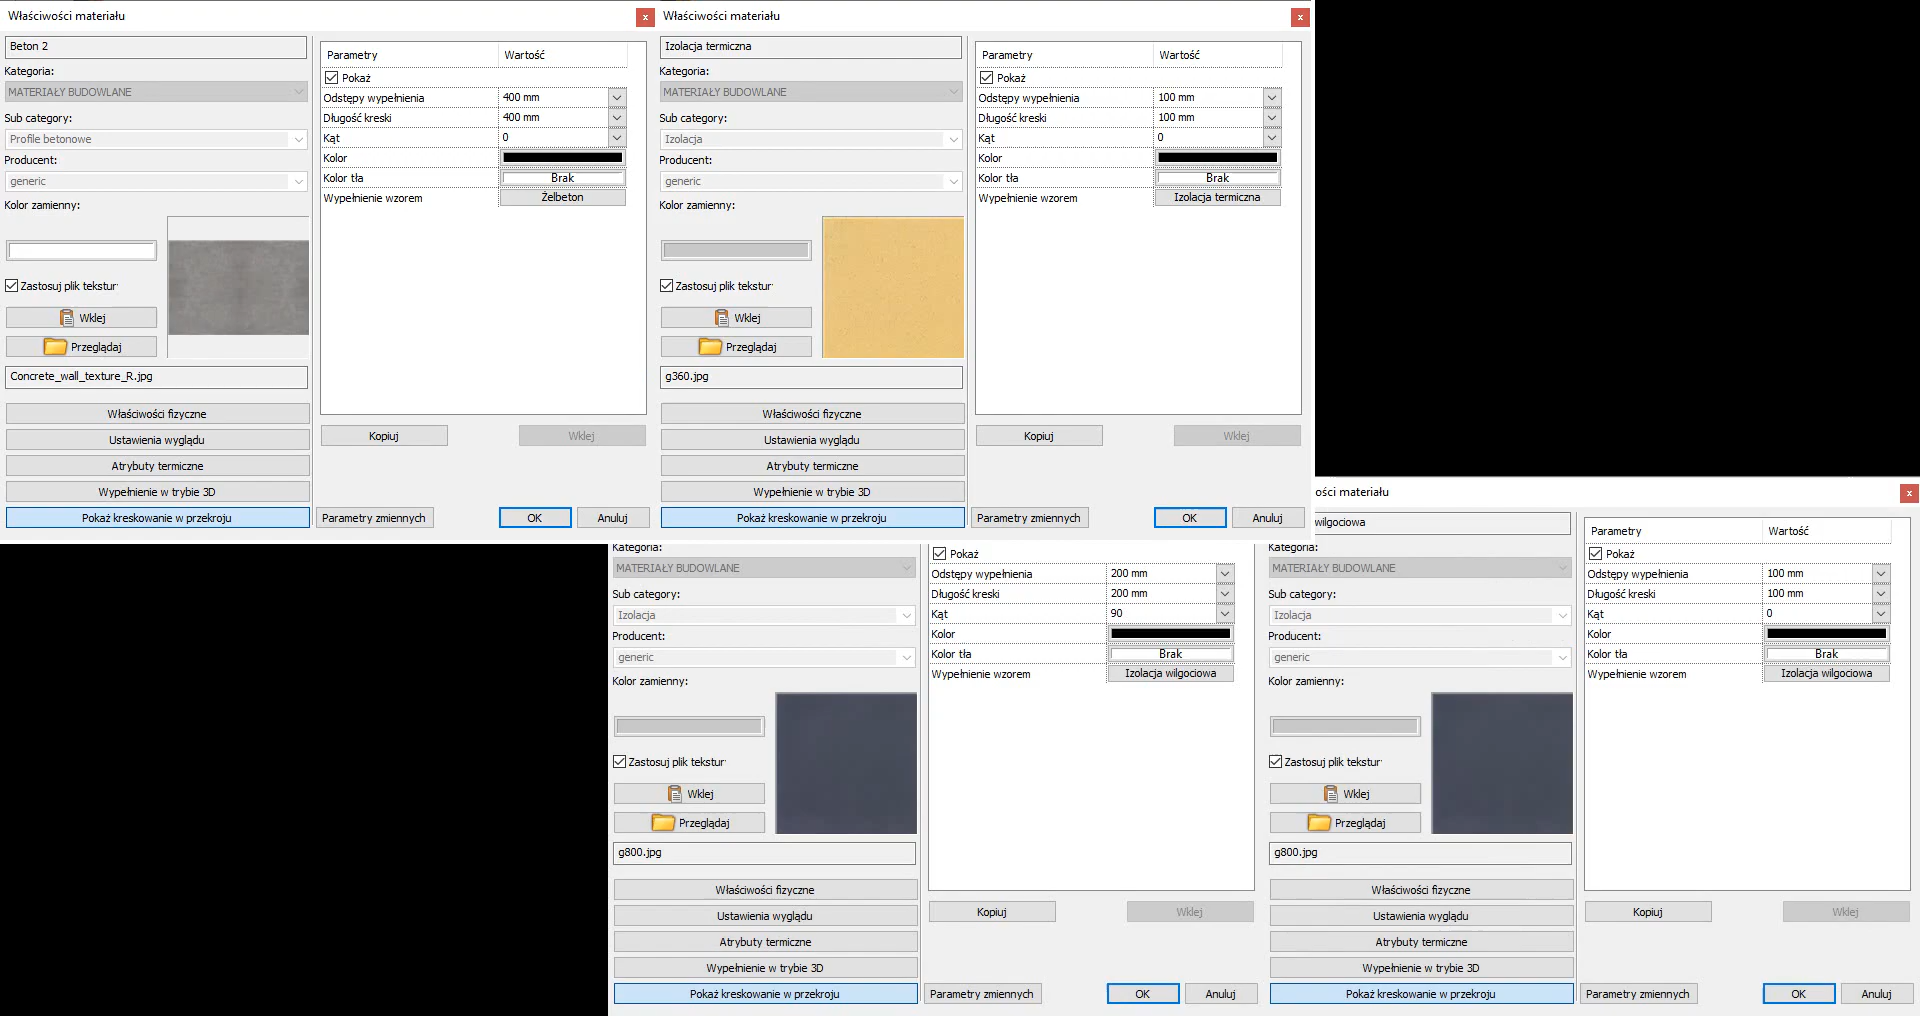 Właściwości materiału
x
Beton 2
Kategoria:
MATERIAŁY BUDOWLANE
Sub category:
Profile betonowe
Producent:
generic
Kolor zamienny:
Zastosuj plik tekstur
Wklej
Przeglądaj
Concrete_wall_texture_R.jpg
Właściwości fizyczne
Ustawienia wyglądu
Atrybuty termiczne
Wypełnienie w trybie 3D
Pokaż kreskowanie w przekroju
Parametry Wartość
Pokaż
Odstępy wypełnienia 400 mm
Długość kreski 400 mm
Kąt 0
Kolor
Kolor tła Brak
Wypełnienie wzorem Żelbeton
Kopiuj Wklej
Parametry zmiennych OK Anuluj
Właściwości materiału
x
Izolacja termiczna
Kategoria:
MATERIAŁY BUDOWLANE
Sub category:
Izolacja
Producent:
generic
Kolor zamienny:
Zastosuj plik tekstur
Wklej
Przeglądaj
g360.jpg
Właściwości fizyczne
Ustawienia wyglądu
Atrybuty termiczne
Wypełnienie w trybie 3D
Pokaż kreskowanie w przekroju
Parametry Wartość
Pokaż
Odstępy wypełnienia 100 mm
Długość kreski 100 mm
Kąt 0
Kolor
Kolor tła Brak
Wypełnienie wzorem Izolacja termiczna
Kopiuj Wklej
Parametry zmiennych OK Anuluj
Kategoria:
MATERIAŁY BUDOWLANE
Sub category:
Izolacja
Producent:
generic
Kolor zamienny:
Zastosuj plik tekstur
Wklej
Przeglądaj
g800.jpg
Właściwości fizyczne
Ustawienia wyglądu
Atrybuty termiczne
Wypełnienie w trybie 3D
Pokaż kreskowanie w przekroju
Pokaż
Odstępy wypełnienia 200 mm
Długość kreski 200 mm
Kąt 90
Kolor
Kolor tła Brak
Wypełnienie wzorem Izolacja wilgociowa
Kopiuj Wklej
Parametry zmiennych OK Anuluj
ości materiału
x
wilgociowa
Kategoria:
MATERIAŁY BUDOWLANE
Sub category:
Izolacja
Producent:
generic
Kolor zamienny:
Zastosuj plik tekstur
Wklej
Przeglądaj
g800.jpg
Właściwości fizyczne
Ustawienia wyglądu
Atrybuty termiczne
Wypełnienie w trybie 3D
Pokaż kreskowanie w przekroju
Parametry Wartość
Pokaż
Odstępy wypełnienia 100 mm
Długość kreski 100 mm
Kąt 0
Kolor
Kolor tła Brak
Wypełnienie wzorem Izolacja wilgociowa
Kopiuj Wklej
Parametry zmiennych OK Anuluj